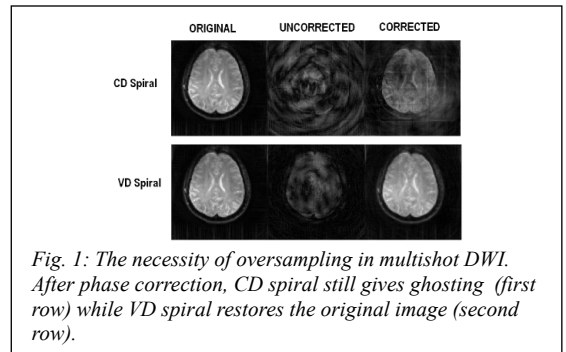 ORIGINAL UNCORRECTED CORRECTED
CD Spiral
VD Spiral
Fig. 1: The necessity of oversampling in multishot DWI.
After phase correction, CD spiral still gives ghosting (first
row) while VD spiral restores the original image (second
row).